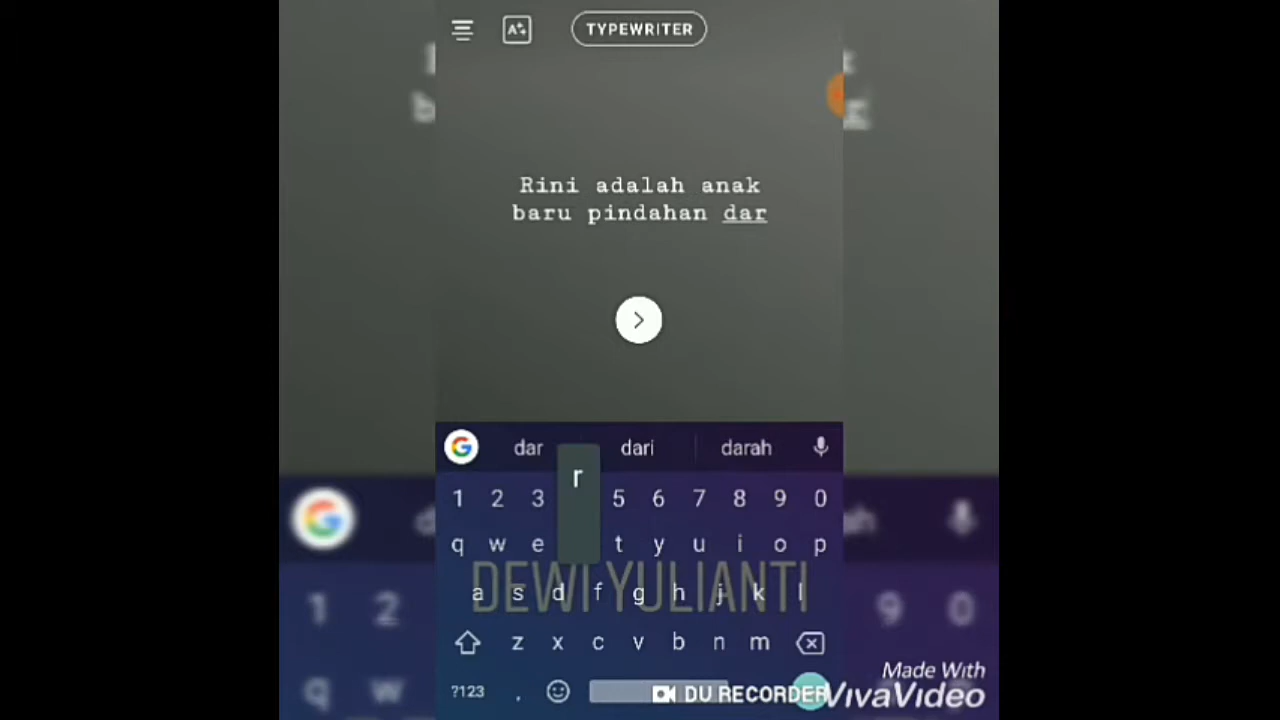 TYPEWRITER
Rini adalah anak
baru pindahan dar
dar dari darah
r
1 2 3 5 6 7 8 9 0
q w e t y u i o p
DEWI YULIANTI
a s d f g h j k l
z x c v b n m
?123 , 
DU RECORDER
Made With
VivaVideo